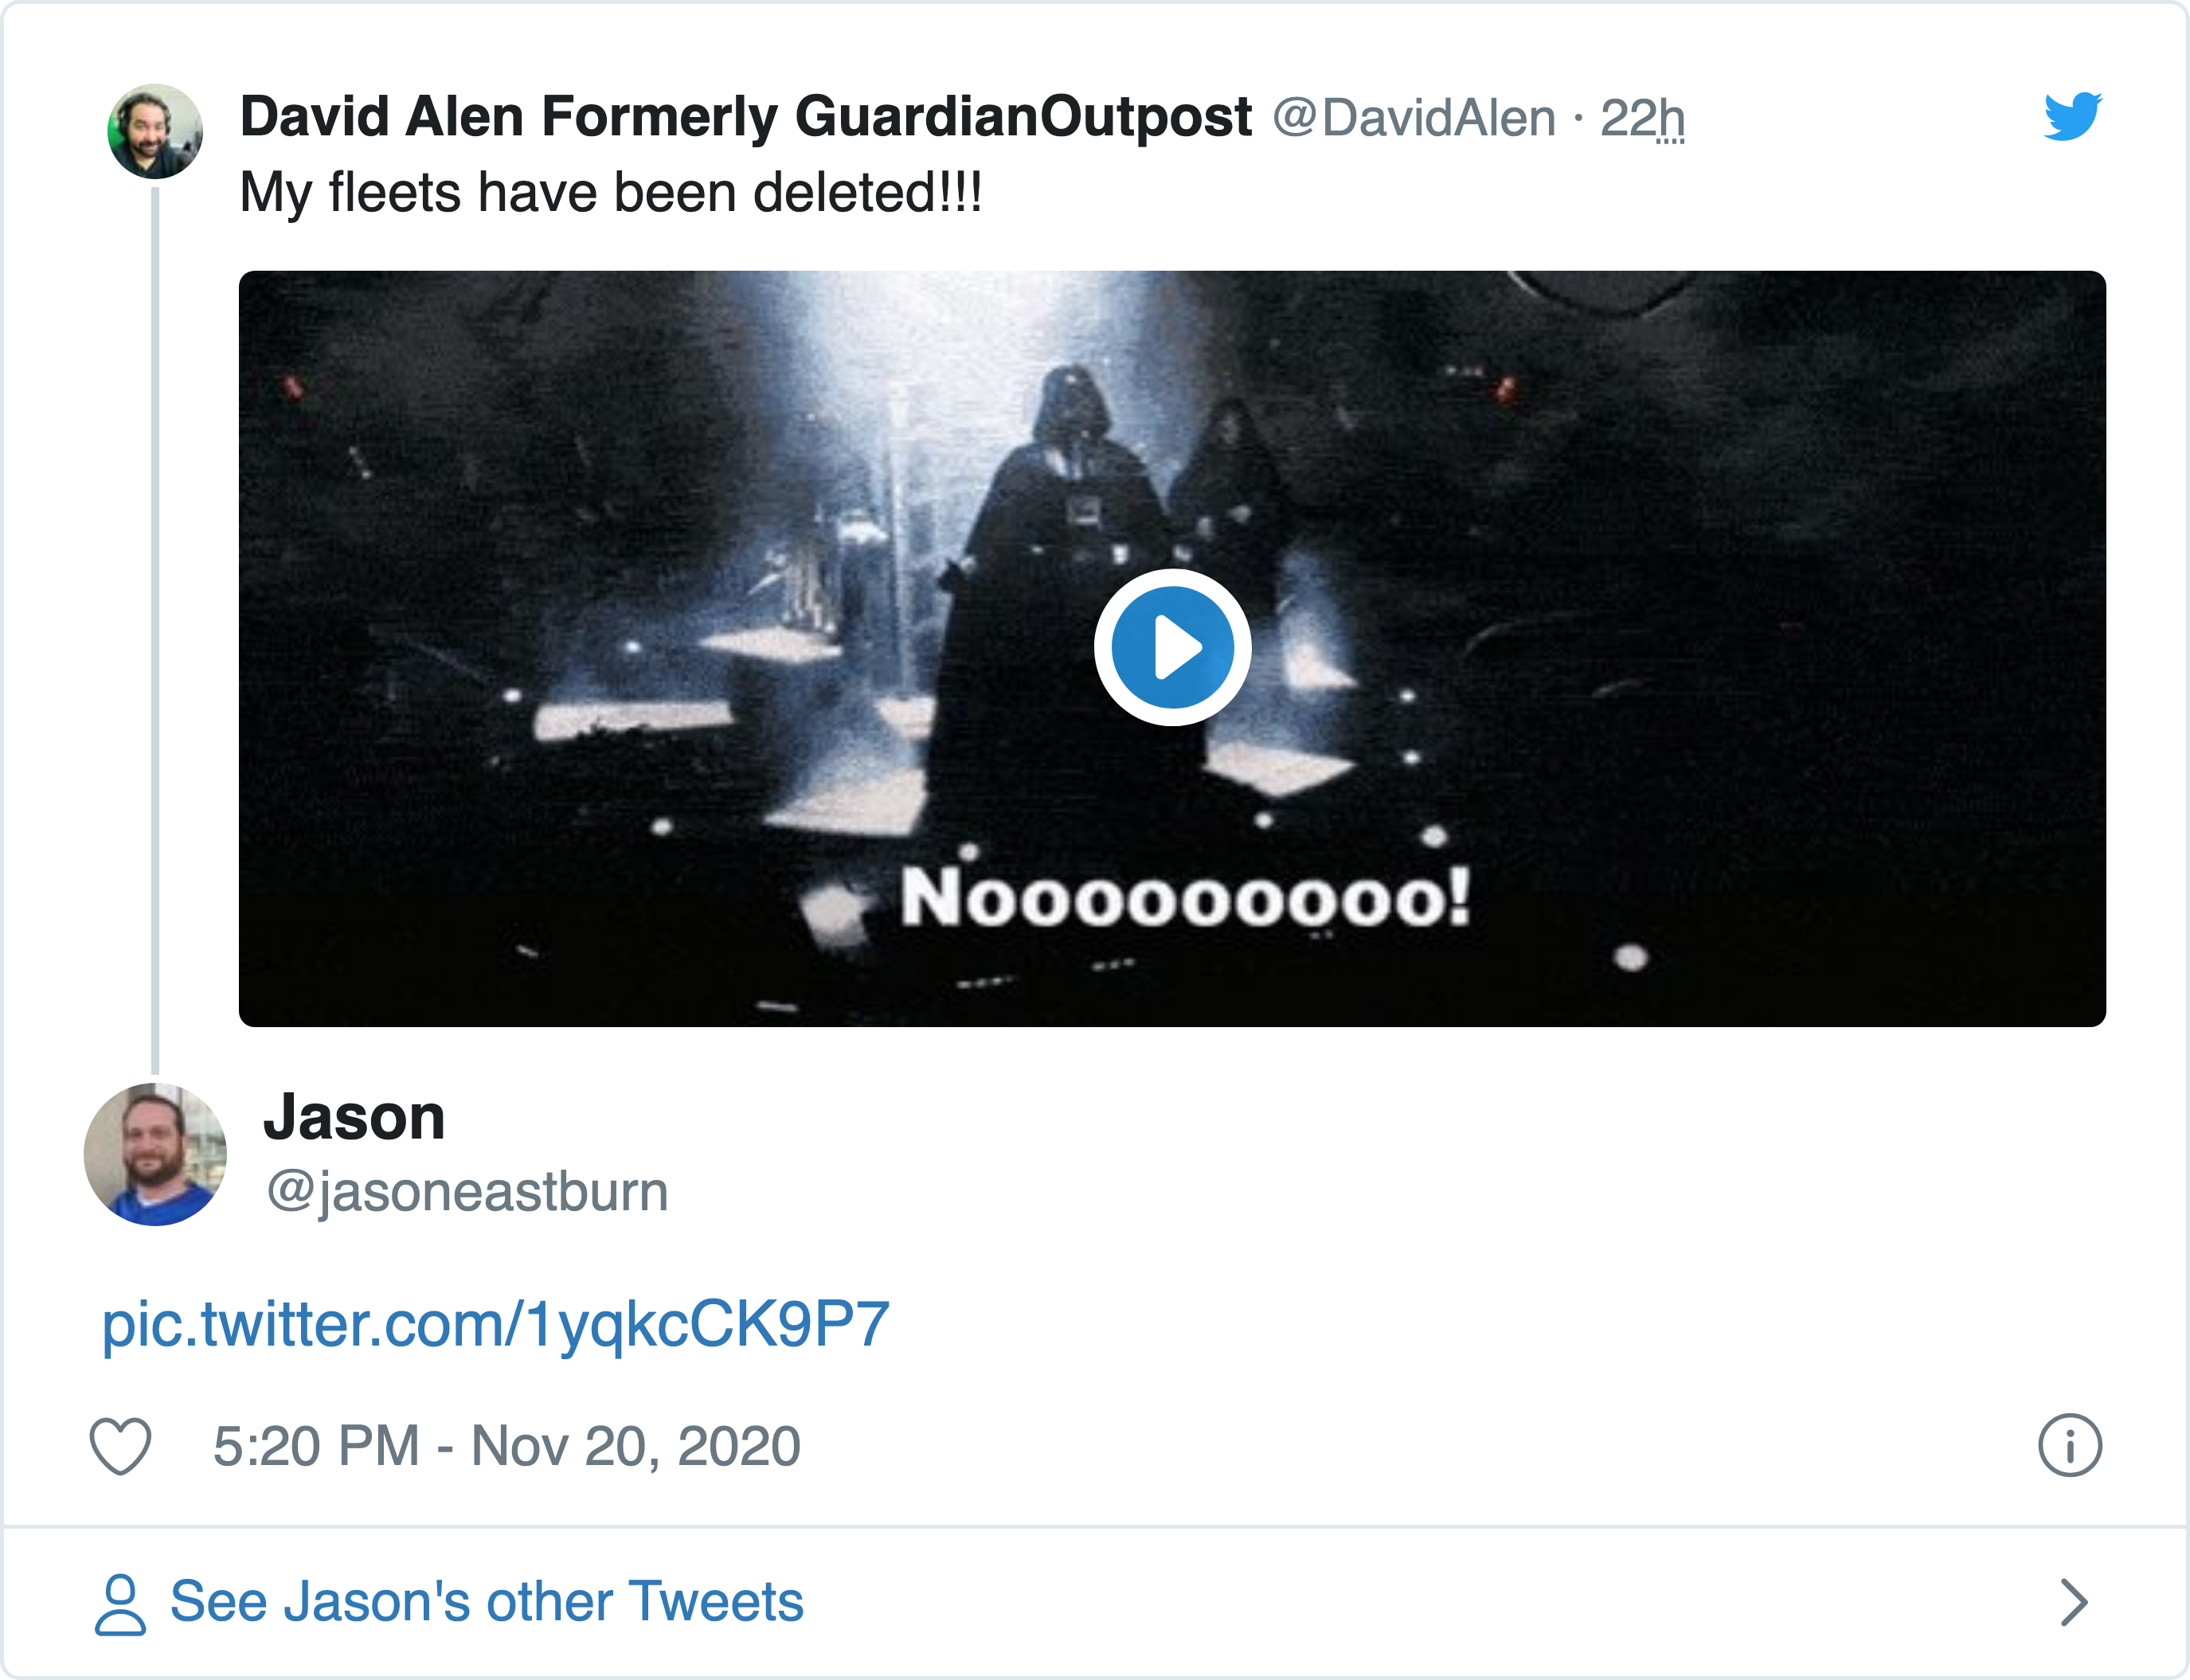 David Alen Formerly GuardianOutpost @DavidAlen · 22h
My fleets have been deleted!!!
Noooooooooo!
Jason
@jasoneastburn
pic.twitter.com/1yqkcCK9P7
5:20 PM - Nov 20, 2020
See Jason's other Tweets